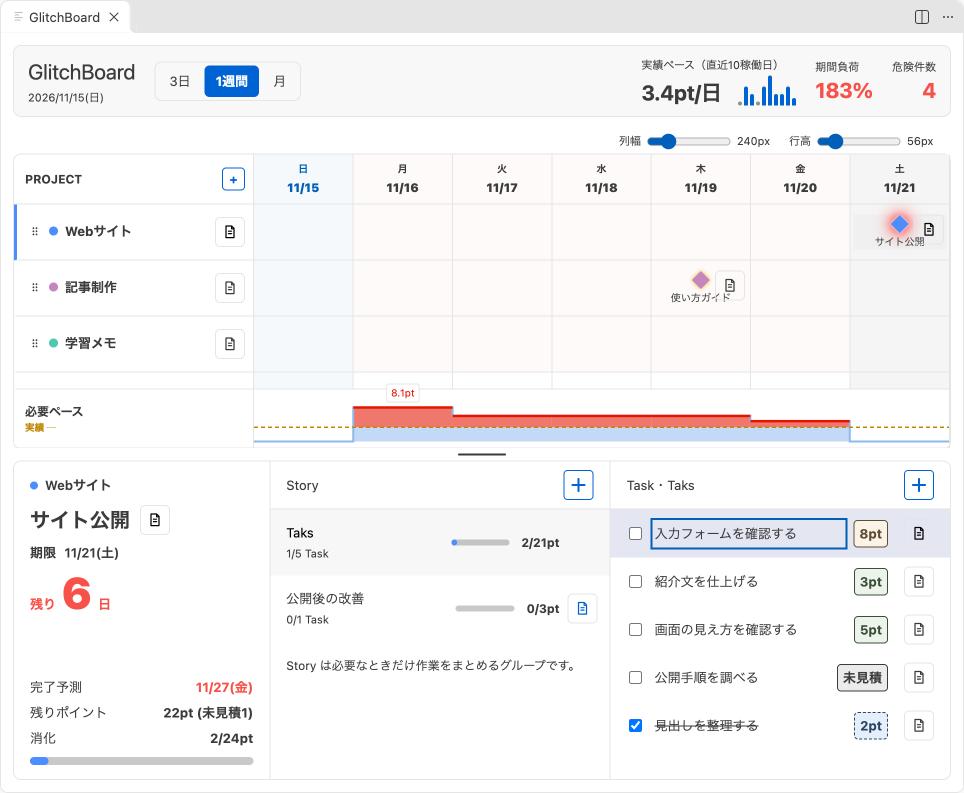 GlitchBoard
GlitchBoard
2026/11/15(日)
3日 1週間 月
実績ペース（直近10稼働日）
3.4pt/日
期間負荷
183%
危険件数
4
列幅 240px 行高 56px
PROJECT
日 月 火 水 木 金 土
11/15 11/16 11/17 11/18 11/19 11/20 11/21
Webサイト
サイト公開
記事制作
使い方ガイド
学習メモ
必要ペース
実績
8.1pt
Webサイト
サイト公開
期限 11/21(土)
残り 6 日
完了予測 11/27(金)
残りポイント 22pt (未見積1)
消化 2/24pt
Story
Taks
1/5 Task
2/21pt
公開後の改善
0/1 Task
0/3pt
Story は必要なときだけ作業をまとめるグループです。
Task・Taks
入力フォームを確認する 8pt
紹介文を仕上げる 3pt
画面の見え方を確認する 5pt
公開手順を調べる 未見積
見出しを整理する 2pt